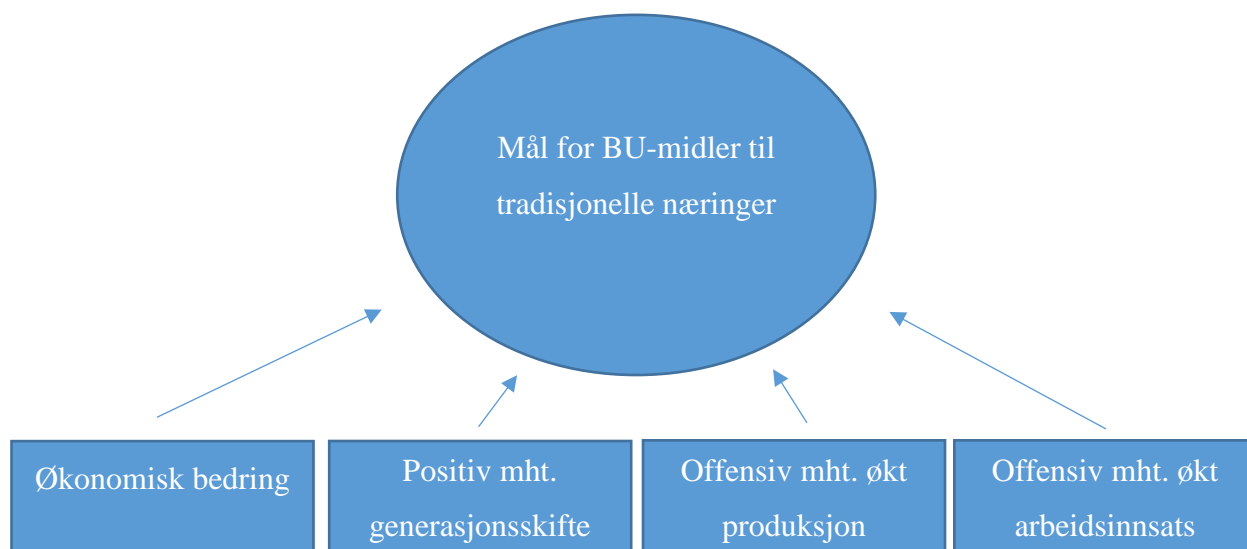 Mål for BU-midler til
tradisjonelle næringer
Økonomisk bedring
Positiv mht.
generasjonsskifte
Offensiv mht. økt
produksjon
Offensiv mht. økt
arbeidsinnsats